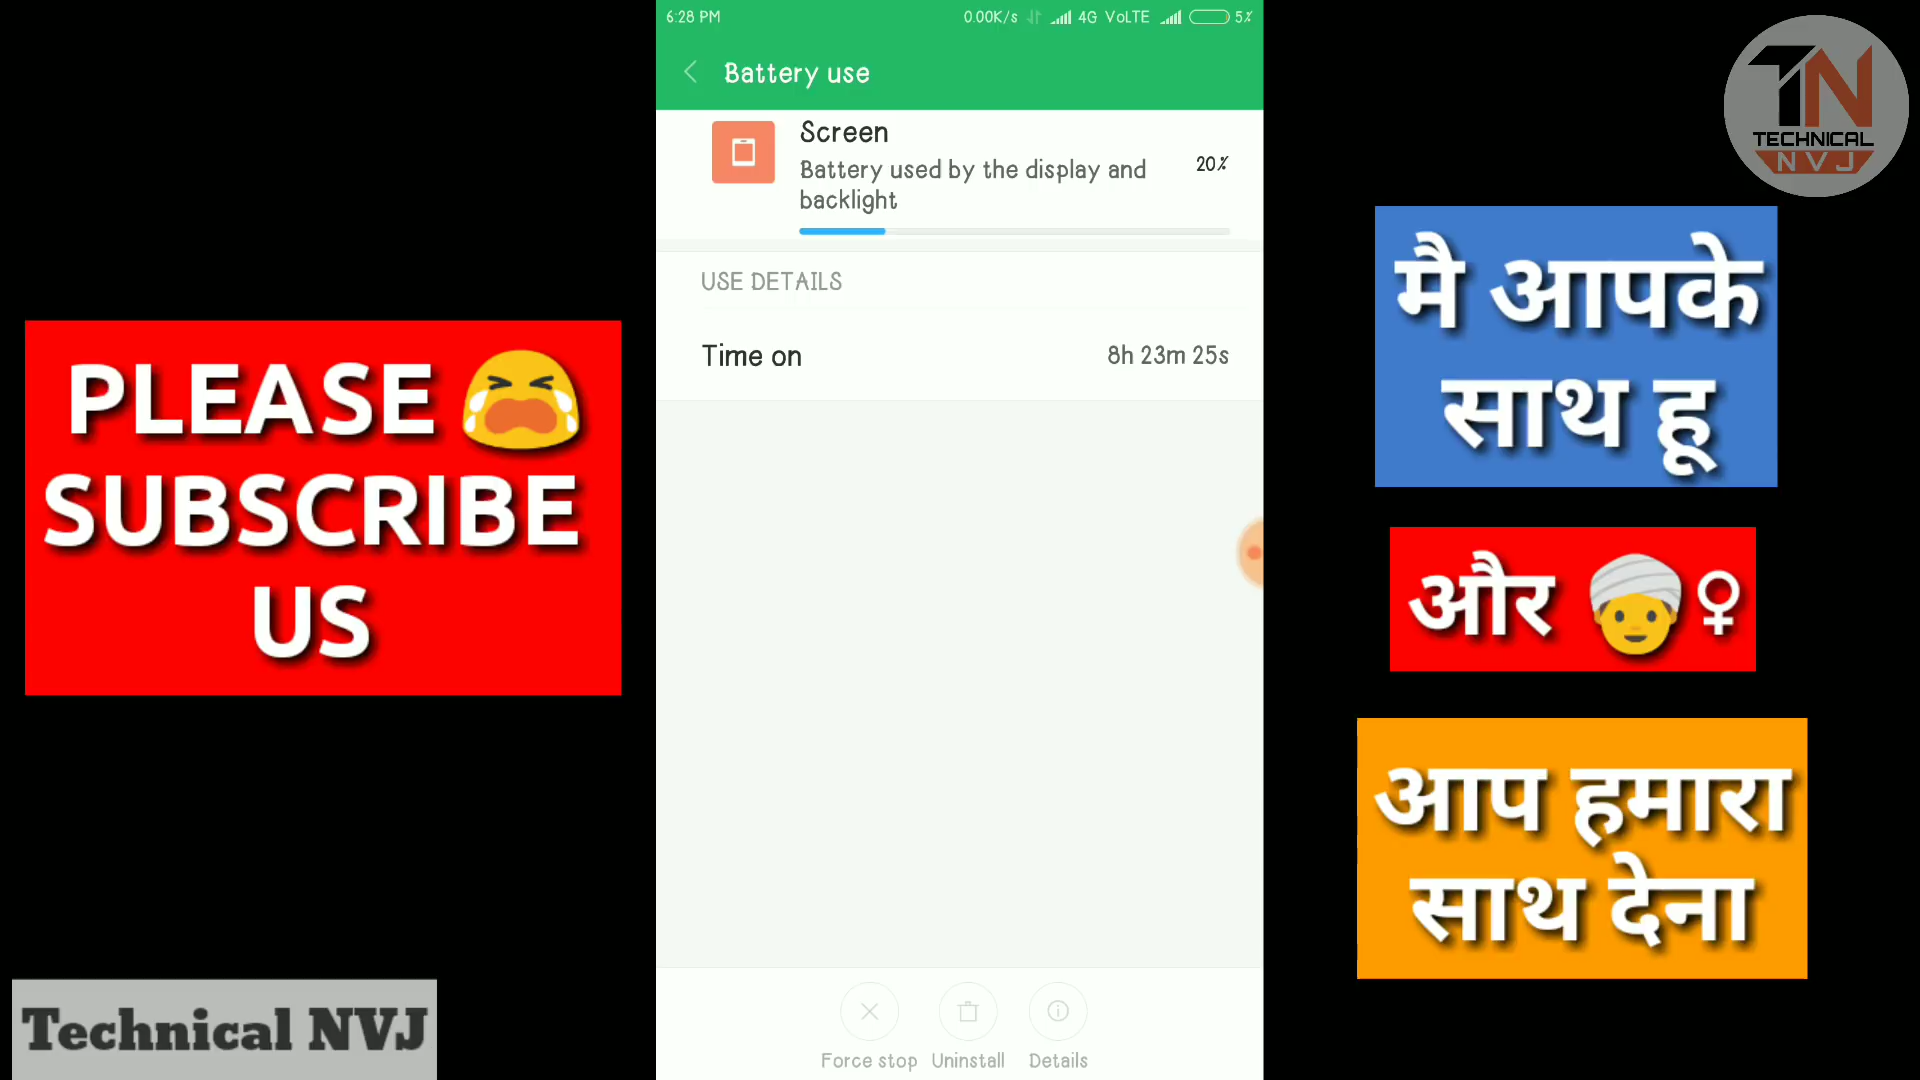 6:28 PM
0.00K/s 4G VoLTE 5%
Battery use
Screen
Battery used by the display and
backlight
20%
USE DETAILS
Time on
8h 23m 25s
Force stop
Uninstall
Details
PLEASE 😭
SUBSCRIBE
US
Technical NVJ
TN
TECHNICAL
NVJ
मै आपके
साथ हू
और 👳♀
आप हमारा
साथ देना